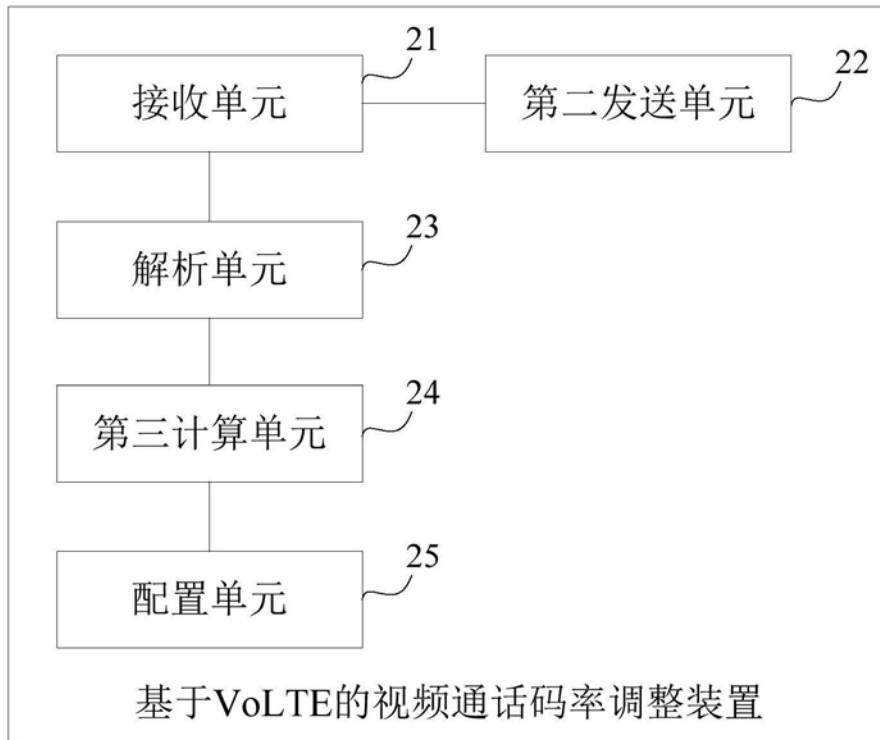 21
接收单元
22
第二发送单元
23
解析单元
24
第三计算单元
25
配置单元
基于VoLTE的视频通话码率调整装置